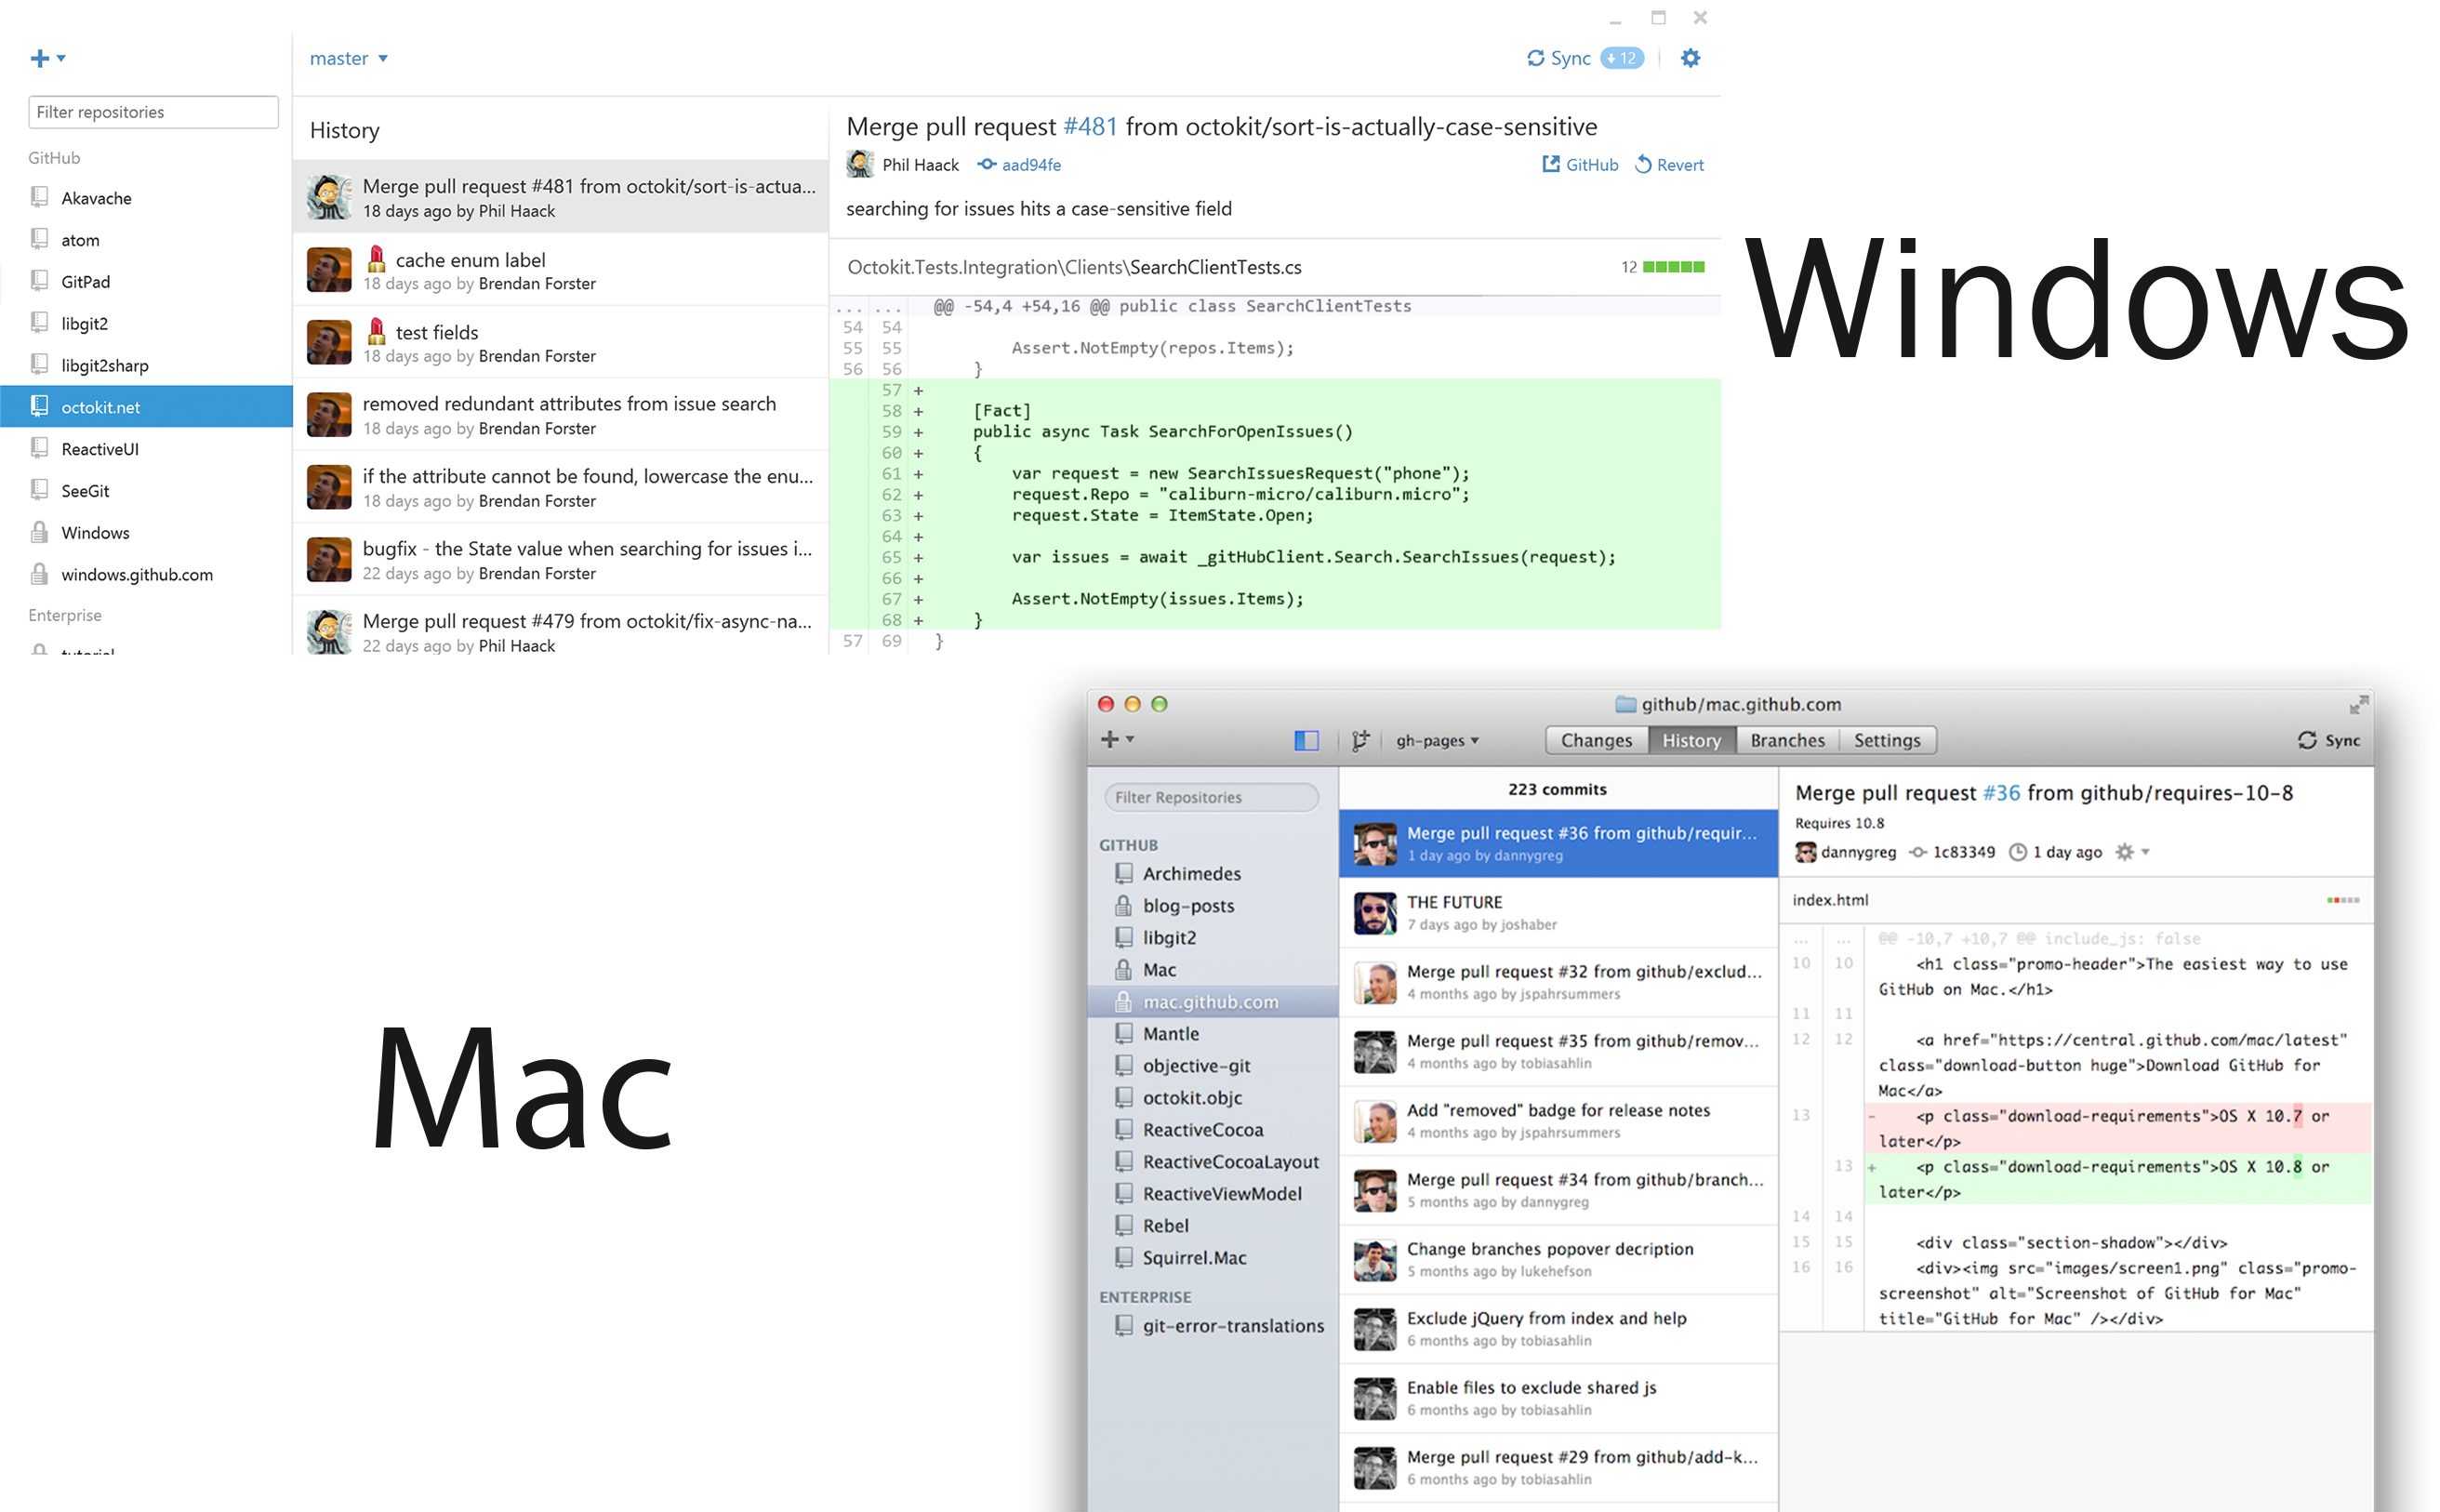 master
Sync 12
Filter repositories
GitHub
Akavache
atom
GitPad
libgit2
libgit2sharp
octokit.net
ReactiveUI
SeeGit
Windows
windows.github.com
Enterprise
tutorial
History
Merge pull request #481 from octokit/sort-is-actua...
18 days ago by Phil Haack
cache enum label
18 days ago by Brendan Forster
test fields
18 days ago by Brendan Forster
removed redundant attributes from issue search
18 days ago by Brendan Forster
if the attribute cannot be found, lowercase the enu...
18 days ago by Brendan Forster
bugfix - the State value when searching for issues i...
22 days ago by Brendan Forster
Merge pull request #479 from octokit/fix-async-na...
22 days ago by Phil Haack
Merge pull request #481 from octokit/sort-is-actually-case-sensitive
Phil Haack aad94fe GitHub Revert
searching for issues hits a case-sensitive field
Octokit.Tests.Integration\Clients\SearchClientTests.cs 12
... ... @@ -54,4 +54,16 @@ public class SearchClientTests
54 54
55 55 Assert.NotEmpty(repos.Items);
56 56 }
57 +
58 + [Fact]
59 + public async Task SearchForOpenIssues()
60 + {
61 + var request = new SearchIssuesRequest("phone");
62 + request.Repo = "caliburn-micro/caliburn.micro";
63 + request.State = ItemState.Open;
64 +
65 + var issues = await _gitHubClient.Search.SearchIssues(request);
66 +
67 + Assert.NotEmpty(issues.Items);
68 + }
57 69 }
Windows
Mac
github/mac.github.com
gh-pages Changes History Branches Settings Sync
Filter Repositories
GITHUB
Archimedes
blog-posts
libgit2
Mac
mac.github.com
Mantle
objective-git
octokit.objc
ReactiveCocoa
ReactiveCocoaLayout
ReactiveViewModel
Rebel
Squirrel.Mac
ENTERPRISE
git-error-translations
223 commits
Merge pull request #36 from github/requir...
1 day ago by dannygreg
THE FUTURE
7 days ago by joshaber
Merge pull request #32 from github/exclud...
4 months ago by jspahrsummers
Merge pull request #35 from github/remov...
4 months ago by tobiasahlin
Add "removed" badge for release notes
4 months ago by jspahrsummers
Merge pull request #34 from github/branch...
5 months ago by dannygreg
Change branches popover decription
5 months ago by lukehefson
Exclude jQuery from index and help
6 months ago by tobiasahlin
Enable files to exclude shared js
6 months ago by tobiasahlin
Merge pull request #29 from github/add-k...
6 months ago by tobiasahlin
Merge pull request #36 from github/requires-10-8
Requires 10.8
dannygreg 1c83349 1 day ago
index.html
... ... @@ -10,7 +10,7 @@ include_js: false
10 10 <h1 class="promo-header">The easiest way to use
GitHub on Mac.</h1>
11 11
12 12 <a href="https://central.github.com/mac/latest"
class="download-button huge">Download GitHub for
Mac</a>
13 - <p class="download-requirements">OS X 10.7 or
later</p>
13 + <p class="download-requirements">OS X 10.8 or
later</p>
14 14
15 15 <div class="section-shadow"></div>
16 16 <div><img src="images/screen1.png" class="promo-
screenshot" alt="Screenshot of GitHub for Mac"
title="GitHub for Mac" /></div>